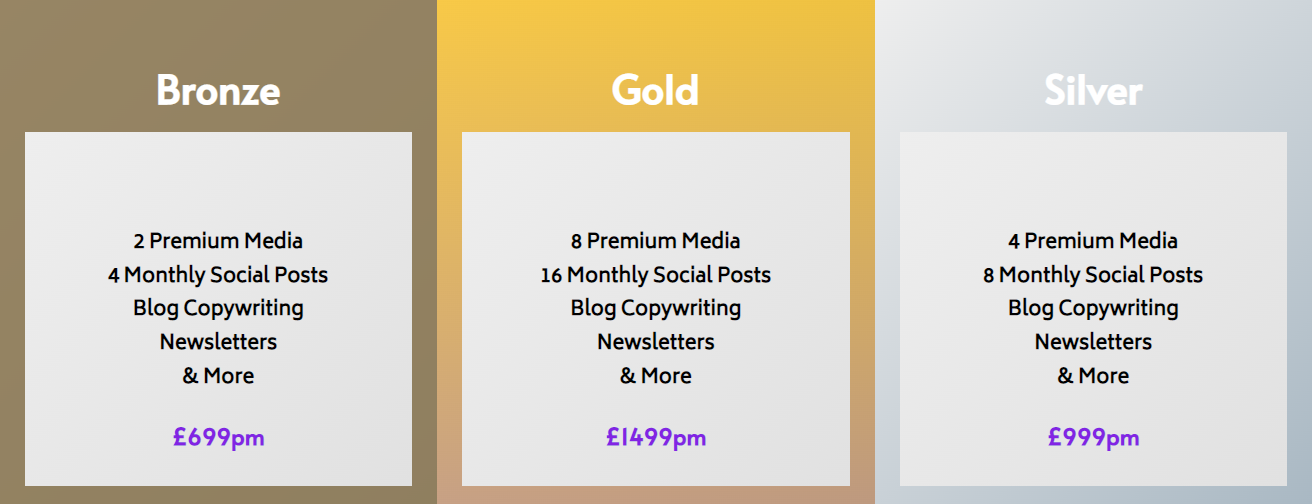 Bronze
2 Premium Media
4 Monthly Social Posts
Blog Copywriting
Newsletters
& More
£699pm
Gold
8 Premium Media
16 Monthly Social Posts
Blog Copywriting
Newsletters
& More
£1499pm
Silver
4 Premium Media
8 Monthly Social Posts
Blog Copywriting
Newsletters
& More
£999pm